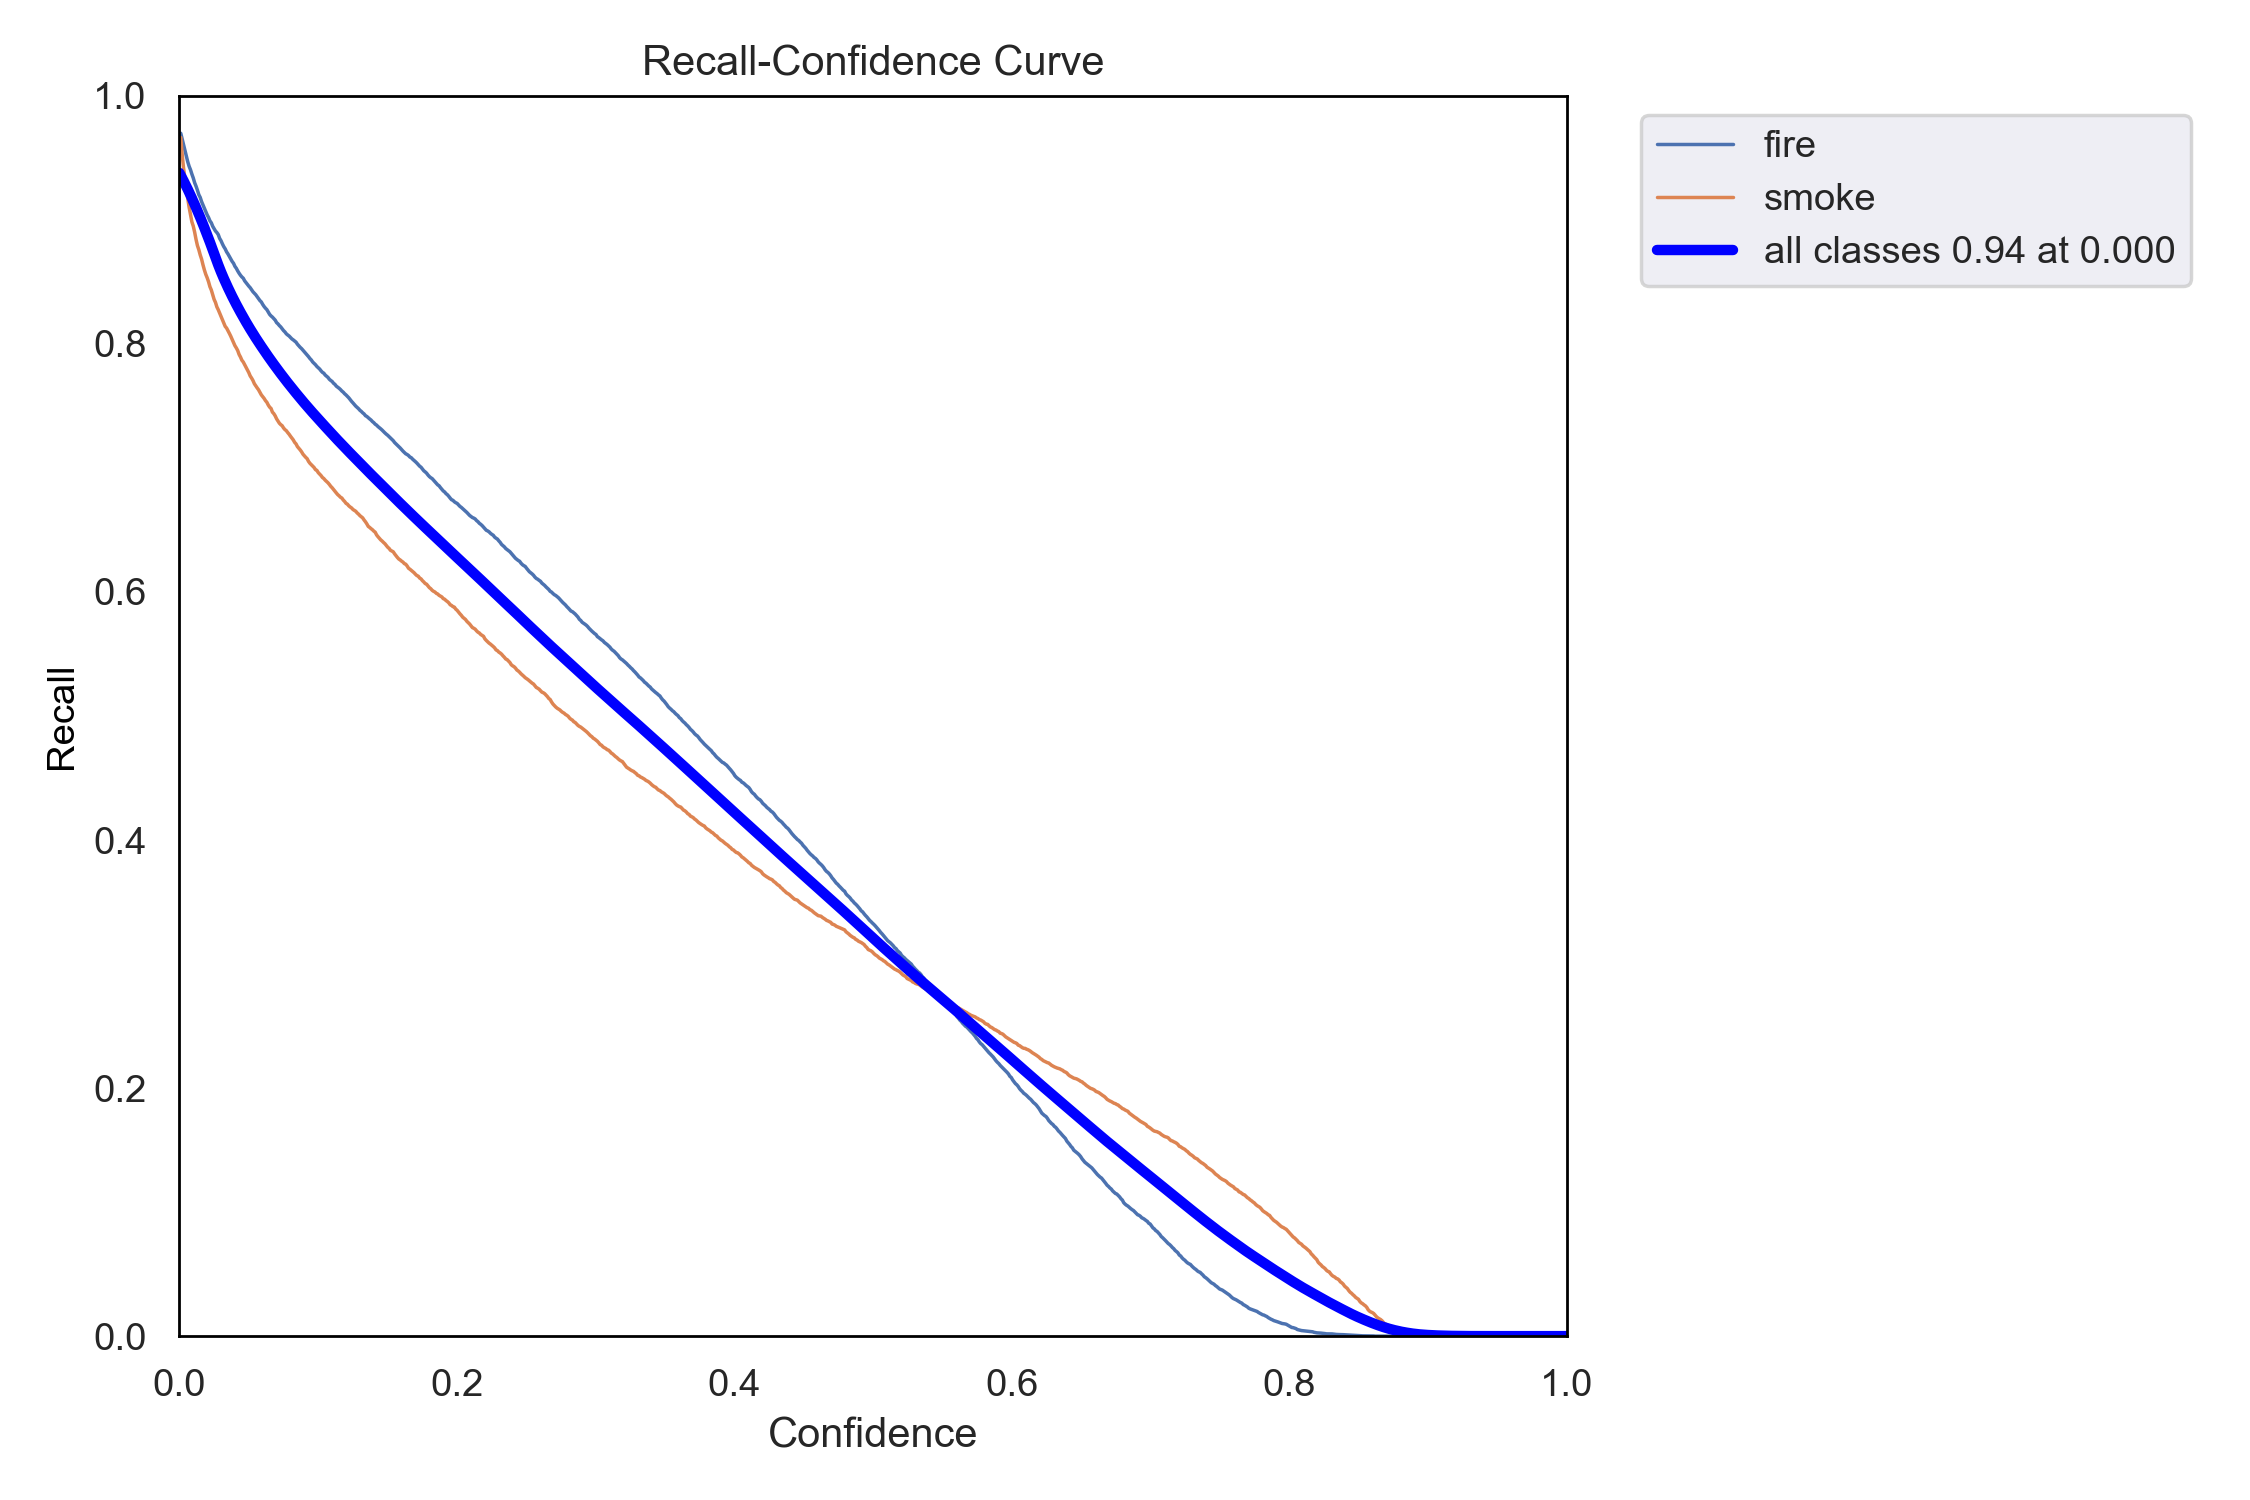 Recall-Confidence Curve
1.0
0.8
0.6
0.4
0.2
0.0
Recall
0.0 0.2 0.4 0.6 0.8 1.0
Confidence
fire
smoke
all classes 0.94 at 0.000